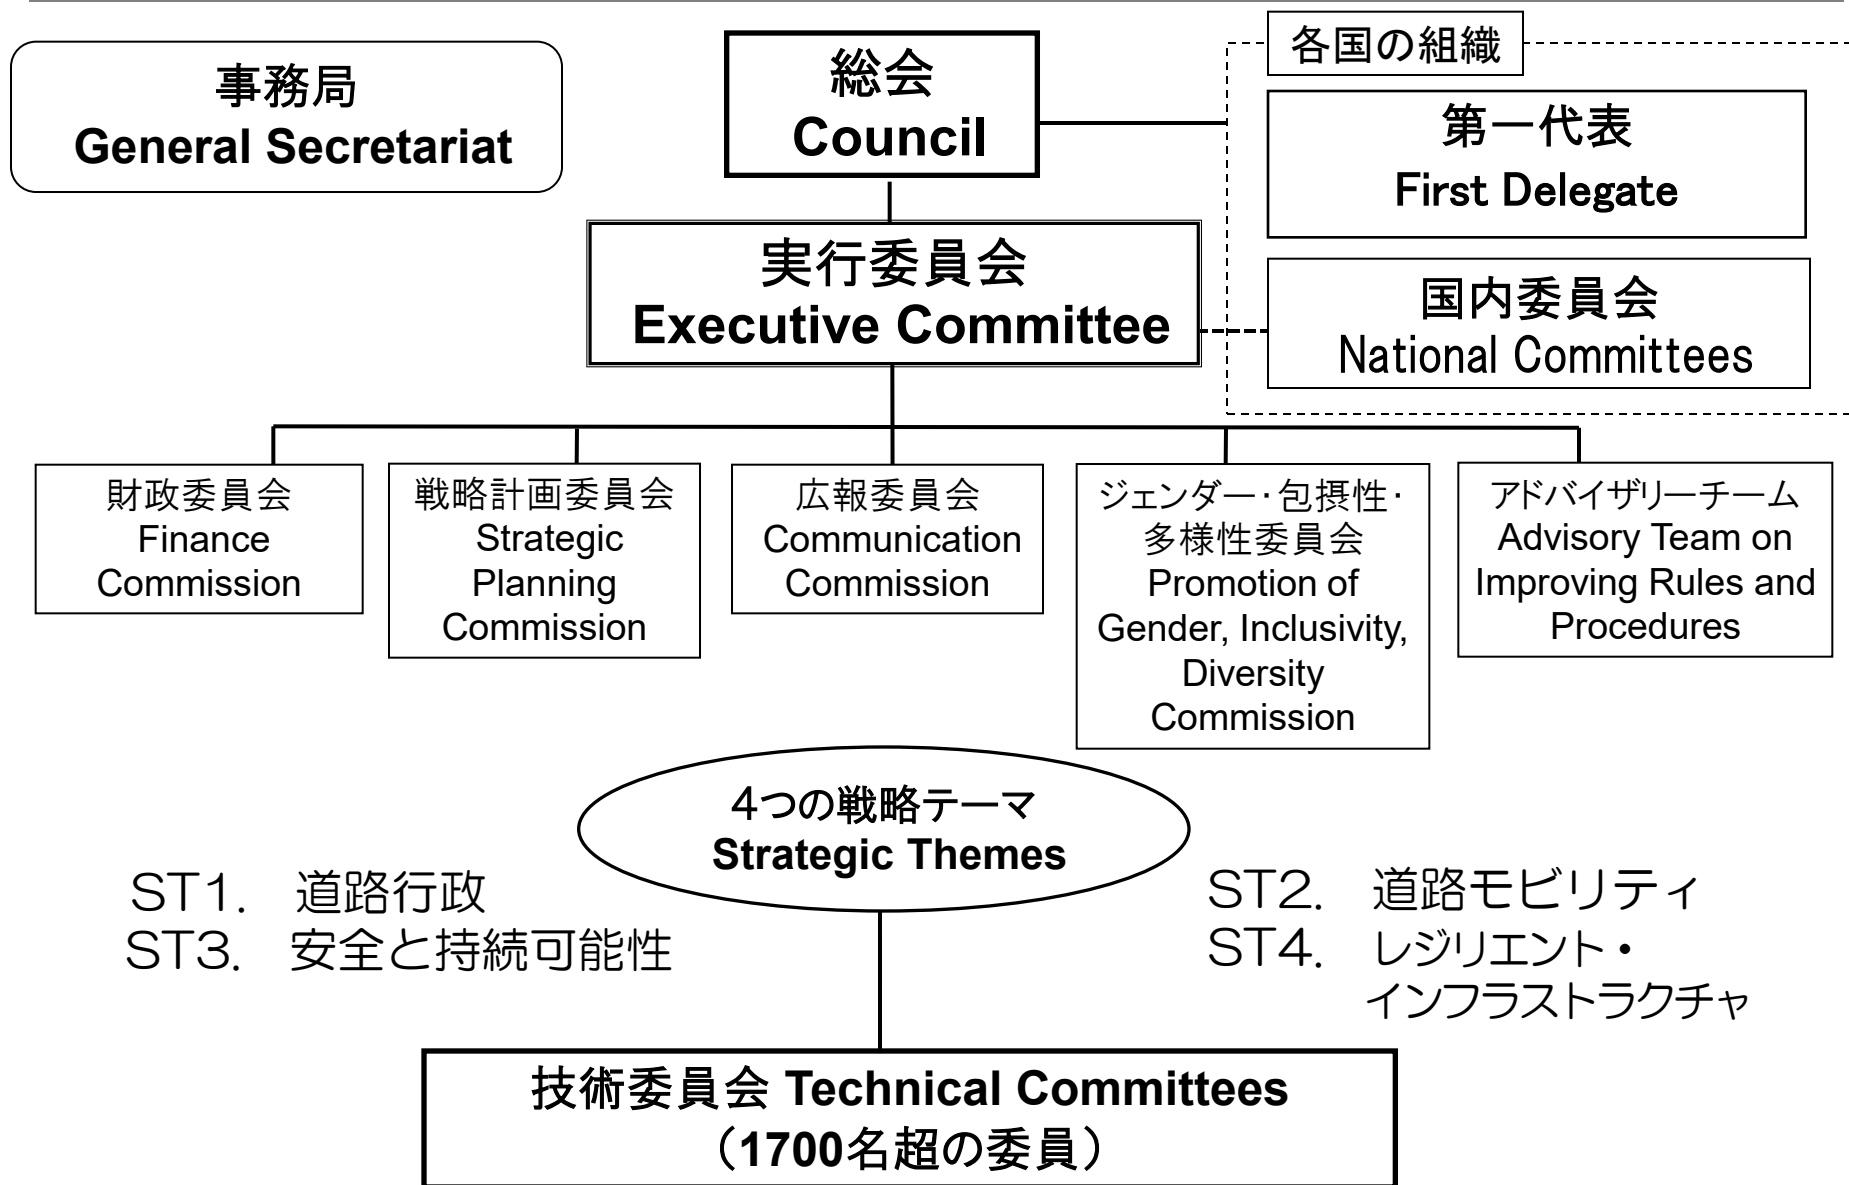 事務局
General Secretariat
総会
Council
各国の組織
第一代表
First Delegate
実行委員会
Executive Committee
国内委員会
National Committees
財政委員会
Finance
Commission
戦略計画委員会
Strategic
Planning
Commission
広報委員会
Communication
Commission
ジェンダー・包摂性・
多様性委員会
Promotion of
Gender, Inclusivity,
Diversity
Commission
アドバイザリーチーム
Advisory Team on
Improving Rules and
Procedures
4つの戦略テーマ
Strategic Themes
ST1. 道路行政
ST3. 安全と持続可能性
ST2. 道路モビリティ
ST4. レジリエント・
インフラストラクチャ
技術委員会 Technical Committees
（1700名超の委員）